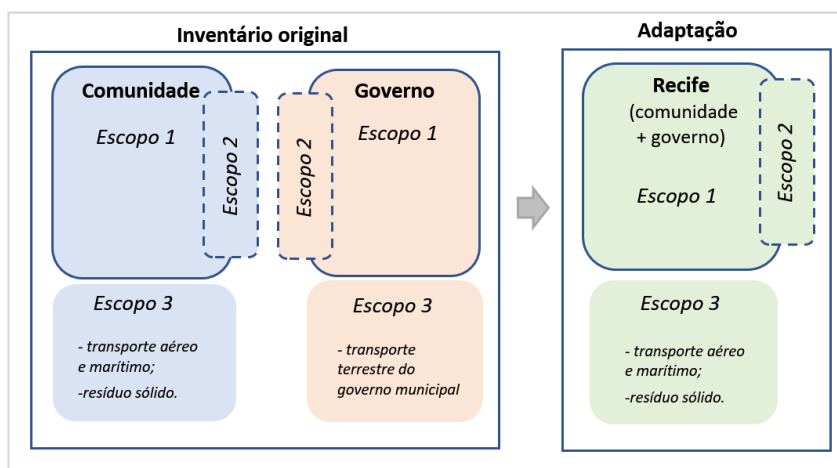 Inventário original
Comunidade
Escopo 1
Escopo 2
Escopo 3
- transporte aéreo
e marítimo;
-resíduo sólido.
Governo
Escopo 1
Escopo 2
Escopo 3
- transporte
terrestre do
governo municipal
Adaptação
Recife
(comunidade
+ governo)
Escopo 1
Escopo 2
Escopo 3
- transporte aéreo
e marítimo;
-resíduo sólido.